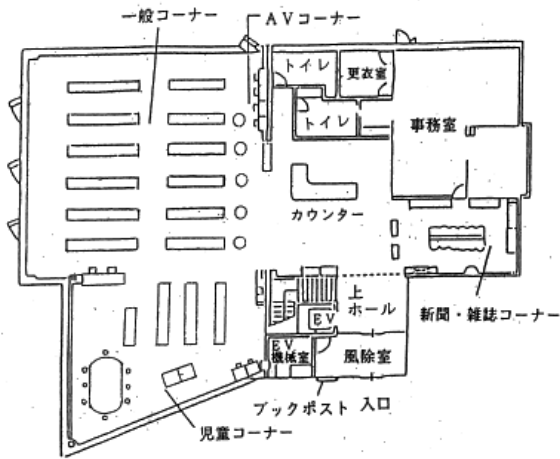 一般コーナー
AVコーナー
トイレ
更衣室
トイレ
事務室
カウンター
上
ホール
EV
新聞・雑誌コーナー
EV
機械室
風除室
ブックポスト
入口
児童コーナー